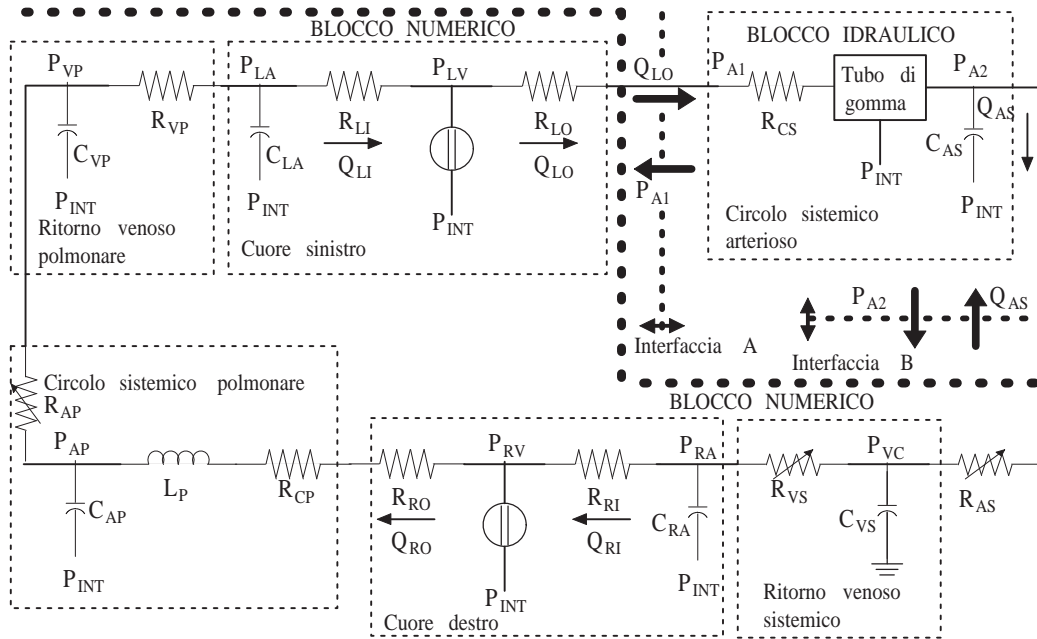 BLOCCO NUMERICO
P_VP
R_VP
C_VP
P_INT
Ritorno venoso
polmonare
P_LA
R_LI
P_LV
R_LO
C_LA
Q_LI
Q_LO
P_INT
P_INT
Cuore sinistro
Q_LO
P_A1
BLOCCO IDRAULICO
P_A1
R_CS
Tubo di
gomma
P_A2
Q_AS
C_AS
P_INT
P_INT
Circolo sistemico
arterioso
P_A2
Q_AS
Interfaccia A
Interfaccia B
BLOCCO NUMERICO
Circolo sistemico polmonare
R_AP
P_AP
L_P
R_CP
C_AP
P_INT
P_RV
P_RA
R_RO
R_RI
Q_RO
Q_RI
C_RA
P_INT
P_INT
Cuore destro
P_VC
R_VS
R_AS
C_VS
Ritorno venoso
sistemico